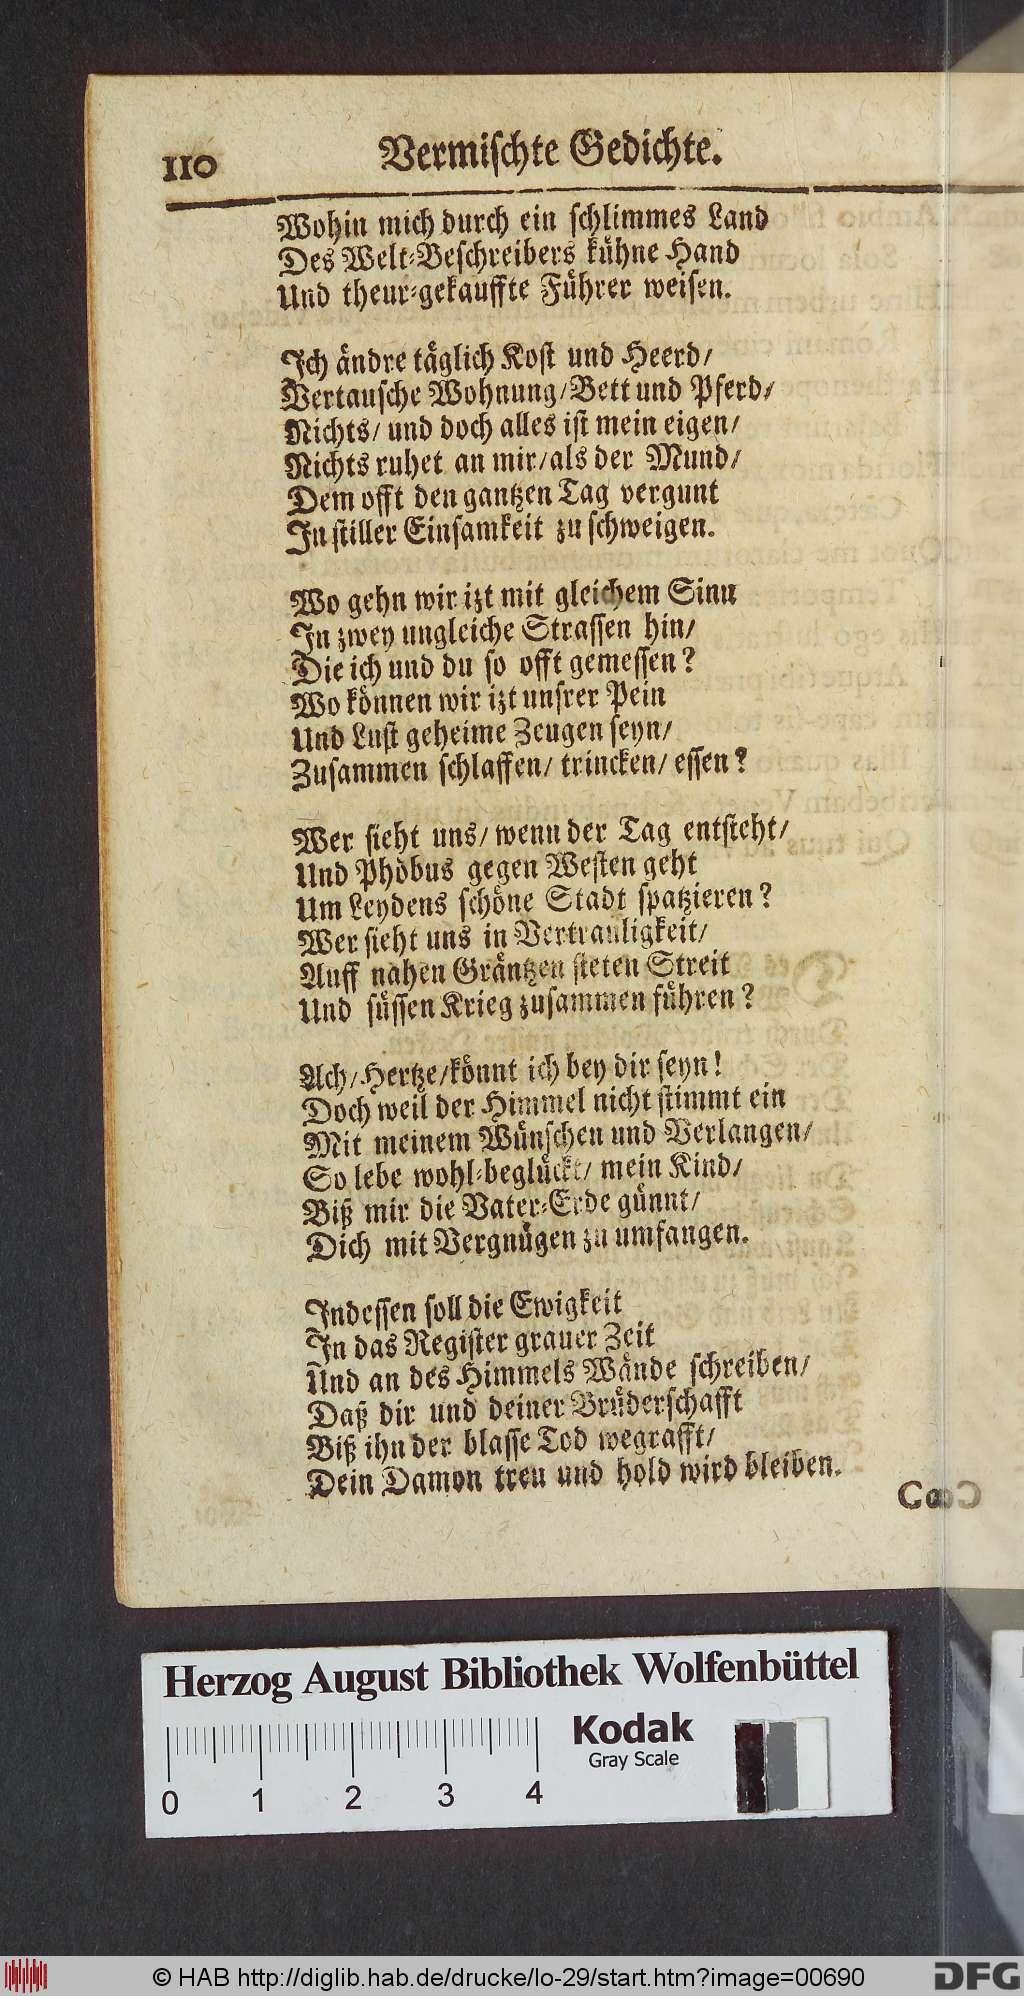 110
Vermischte Gedichte.
Wohin mich durch ein schlimmes Land
Des Welt-Beschreibers kühne Hand
Und theur-gekauffte Führer weisen.
Ich ändre täglich Kost und Heerd/
Vertausche Wohnung/ Bett und Pferd/
Nichts/ und doch alles ist mein eigen/
Nichts ruhet an mir/ als der Mund/
Dem offt den gantzen Tag vergunt
In stiller Einsamkeit zu schweigen.
Wo gehn wir izt mit gleichem Sinn
In zwey ungleiche Strassen hin/
Die ich und du so offt gemessen?
Wo können wir izt unsrer Pein
Und Lust geheime Zeugen seyn/
Zusammen schlaffen/ trincken/ essen?
Wer sieht uns/ wenn der Tag entsteht/
Und Phöbus gegen Westen geht
Um Leydens schöne Stadt spatzieren?
Wer sieht uns in Vertrauligkeit/
Auff nahen Gräntzen steten Streit
Und süssen Krieg zusammen führen?
Ach/ Hertze/ könnt ich bey dir seyn!
Doch weil der Himmel nicht stimmt ein
Mit meinem Wünschen und Verlangen/
So lebe wohl-beglückt/ mein Kind/
Biß mir die Vater-Erde günnt/
Dich mit Vergnügen zu umfangen.
Indessen soll die Ewigkeit
In das Register grauer Zeit
Und an des Himmels Wände schreiben/
Daß dir und deiner Brüderschafft
Biß ihn der blasse Tod wegrafft/
Dein Damon treu und hold wird bleiben.
Herzog August Bibliothek Wolfenbüttel
Kodak
Gray Scale
0 1 2 3 4
© HAB http://diglib.hab.de/drucke/lo-29/start.htm?image=00690
DFG